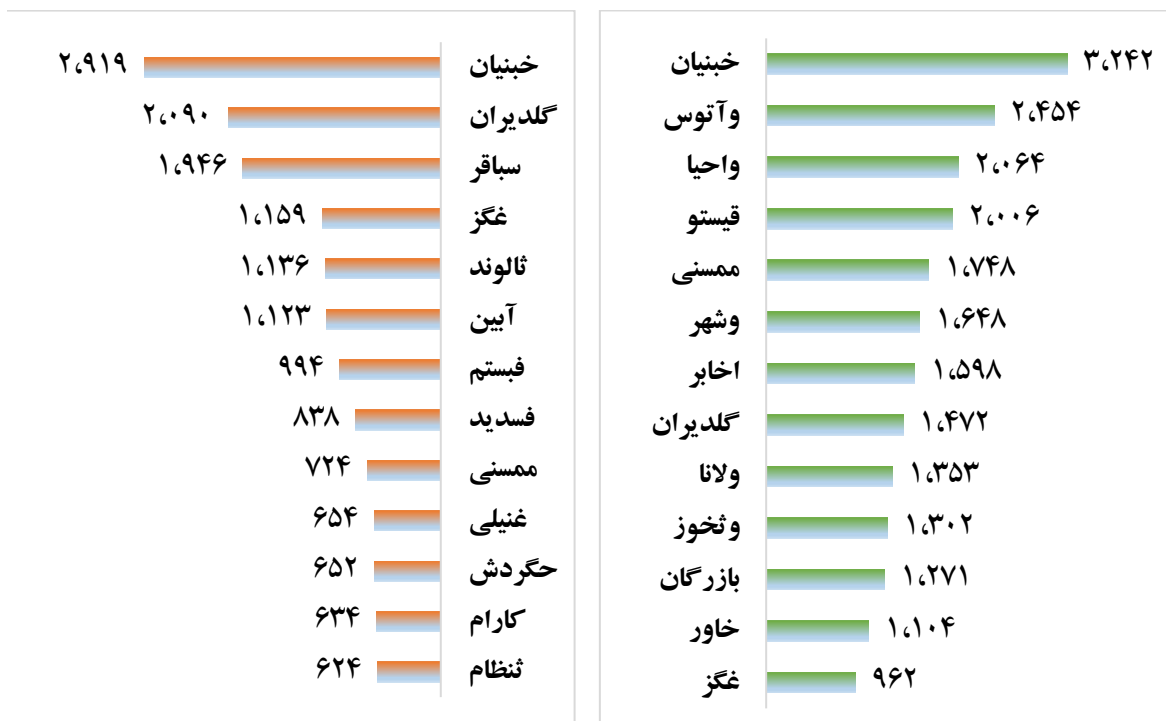 خبنیان ۳،۲۴۲
وآتوس ۲،۴۵۴
واحیا ۲،۰۶۴
قیستو ۲،۰۰۶
ممسنی ۱،۷۴۸
وشهر ۱،۶۴۸
اخابر ۱،۵۹۸
گلدیران ۱،۴۷۲
ولانا ۱،۳۵۳
وثخوز ۱،۳۰۲
بازرگان ۱،۲۷۱
خاور ۱،۱۰۴
غگز ۹۶۲
خبنیان ۲،۹۱۹
گلدیران ۲،۰۹۰
سباقر ۱،۹۴۶
غگز ۱،۱۵۹
ثالوند ۱،۱۳۶
آبین ۱،۱۲۳
فبستم ۹۹۴
فسدید ۸۳۸
ممسنی ۷۲۴
غنیلی ۶۵۴
حگردش ۶۵۲
کارام ۶۳۴
ثنظام ۶۲۴